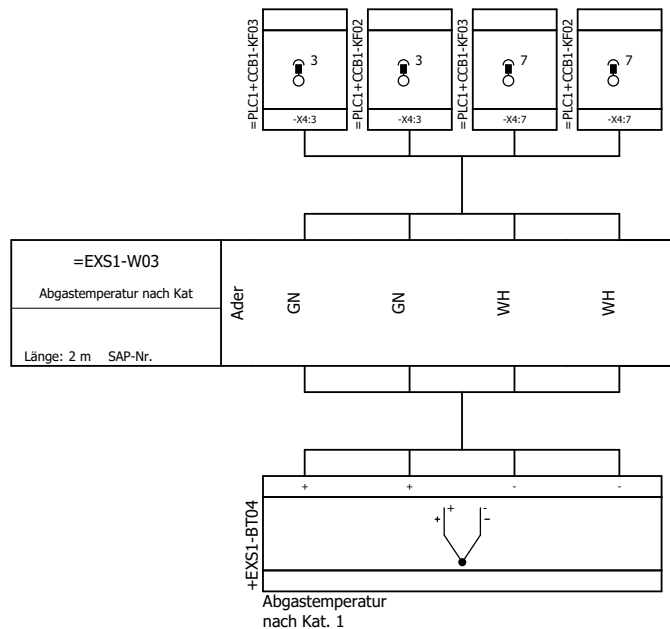 =PLC1+CCB1-KF03
3
-X4:3
=PLC1+CCB1-KF02
3
-X4:3
=PLC1+CCB1-KF03
7
-X4:7
=PLC1+CCB1-KF02
7
-X4:7
=EXS1-W03
Abgastemperatur nach Kat
Länge: 2 m SAP-Nr.
Ader
GN
GN
WH
WH
+EXS1-BT04
+ + - -
+ -
+ -
Abgastemperatur
nach Kat. 1